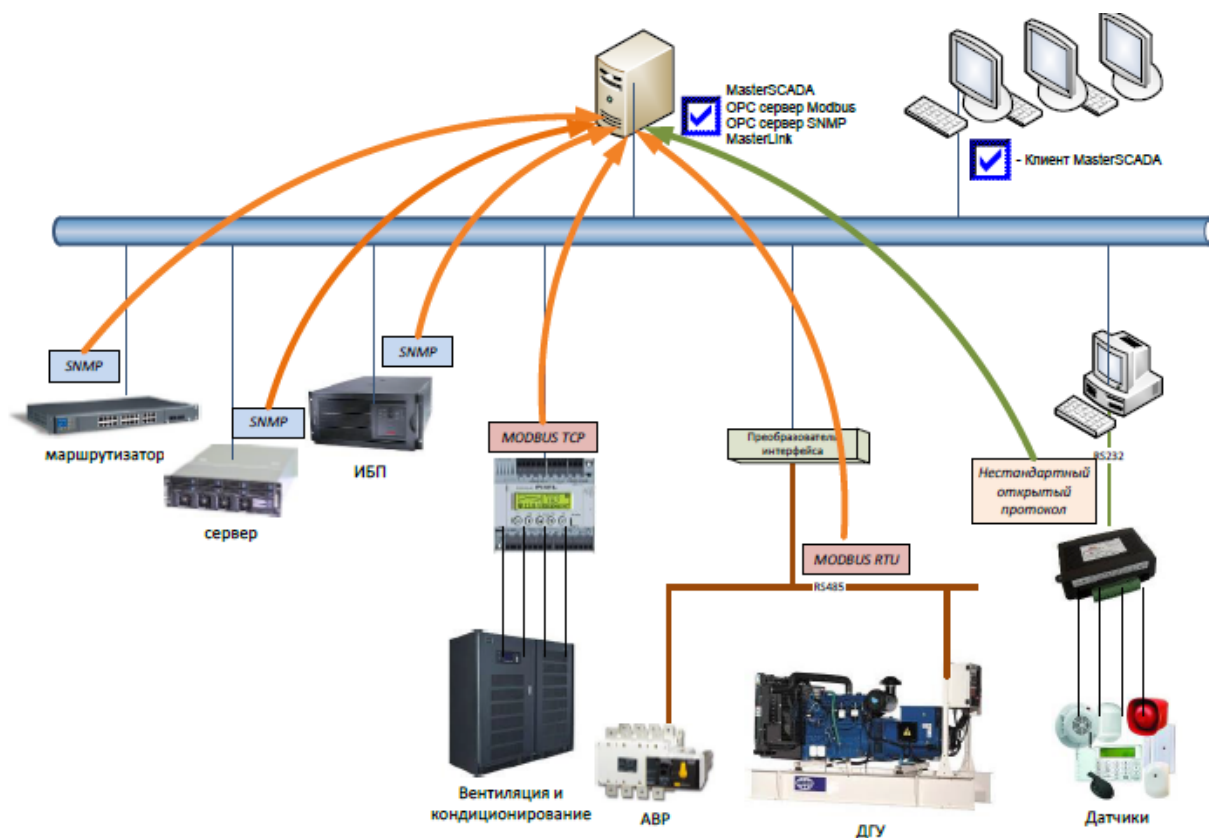 MasterSCADA
OPC сервер Modbus
OPC сервер SNMP
MasterLink
- Клиент MasterSCADA
SNMP
SNMP
SNMP
MODBUS TCP
Преобразователь
интерфейса
RS232
Нестандартный
открытый
протокол
маршрутизатор
ИБП
сервер
MODBUS RTU
RS485
Вентиляция и
кондиционирование
АВР
ДГУ
Датчики